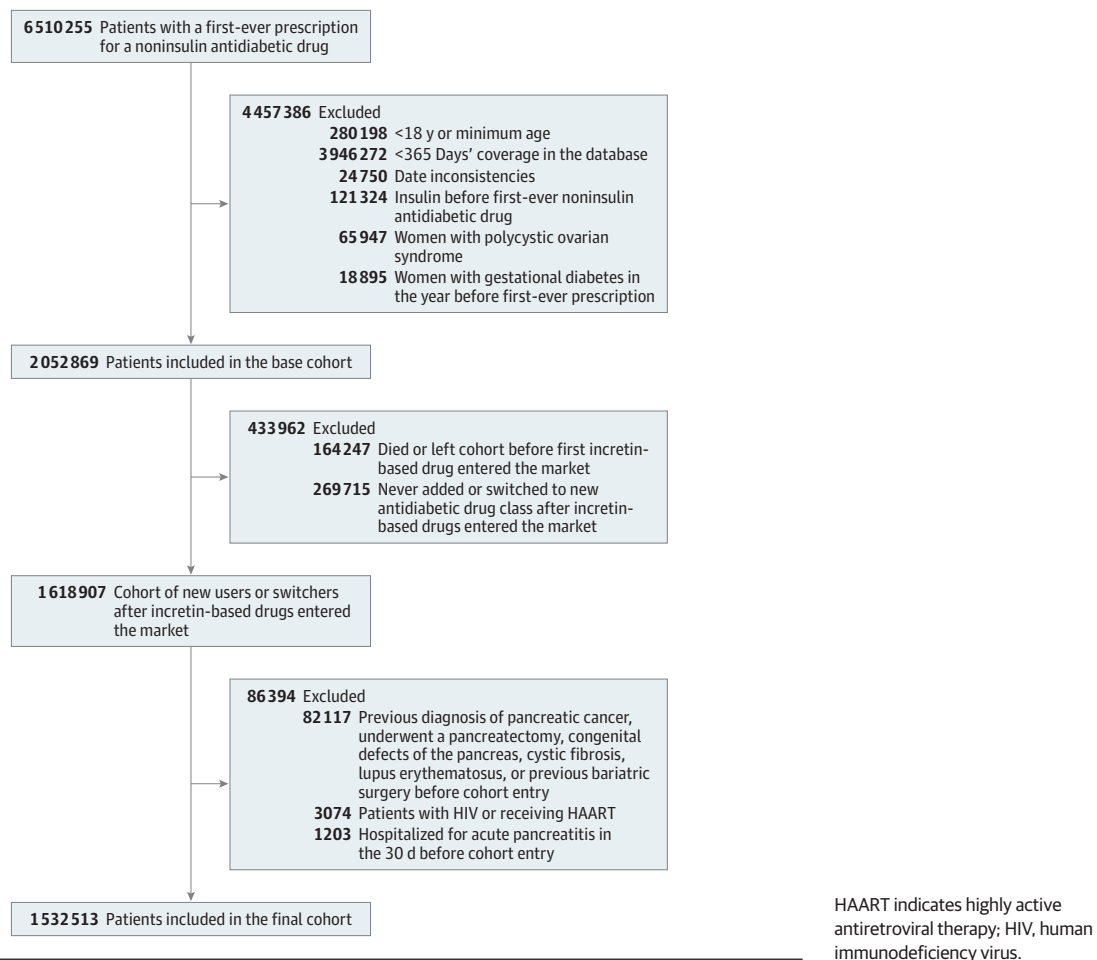 6510255 Patients with a first-ever prescription
for a noninsulin antidiabetic drug
4457386 Excluded
280198 <18 y or minimum age
3946272 <365 Days' coverage in the database
24750 Date inconsistencies
121324 Insulin before first-ever noninsulin
antidiabetic drug
65947 Women with polycystic ovarian
syndrome
18895 Women with gestational diabetes in
the year before first-ever prescription
2052869 Patients included in the base cohort
433962 Excluded
164247 Died or left cohort before first incretin-
based drug entered the market
269715 Never added or switched to new
antidiabetic drug class after incretin-
based drugs entered the market
1618907 Cohort of new users or switchers
after incretin-based drugs entered
the market
86394 Excluded
82117 Previous diagnosis of pancreatic cancer,
underwent a pancreatectomy, congenital
defects of the pancreas, cystic fibrosis,
lupus erythematosus, or previous bariatric
surgery before cohort entry
3074 Patients with HIV or receiving HAART
1203 Hospitalized for acute pancreatitis in
the 30 d before cohort entry
1532513 Patients included in the final cohort
HAART indicates highly active
antiretroviral therapy; HIV, human
immunodeficiency virus.